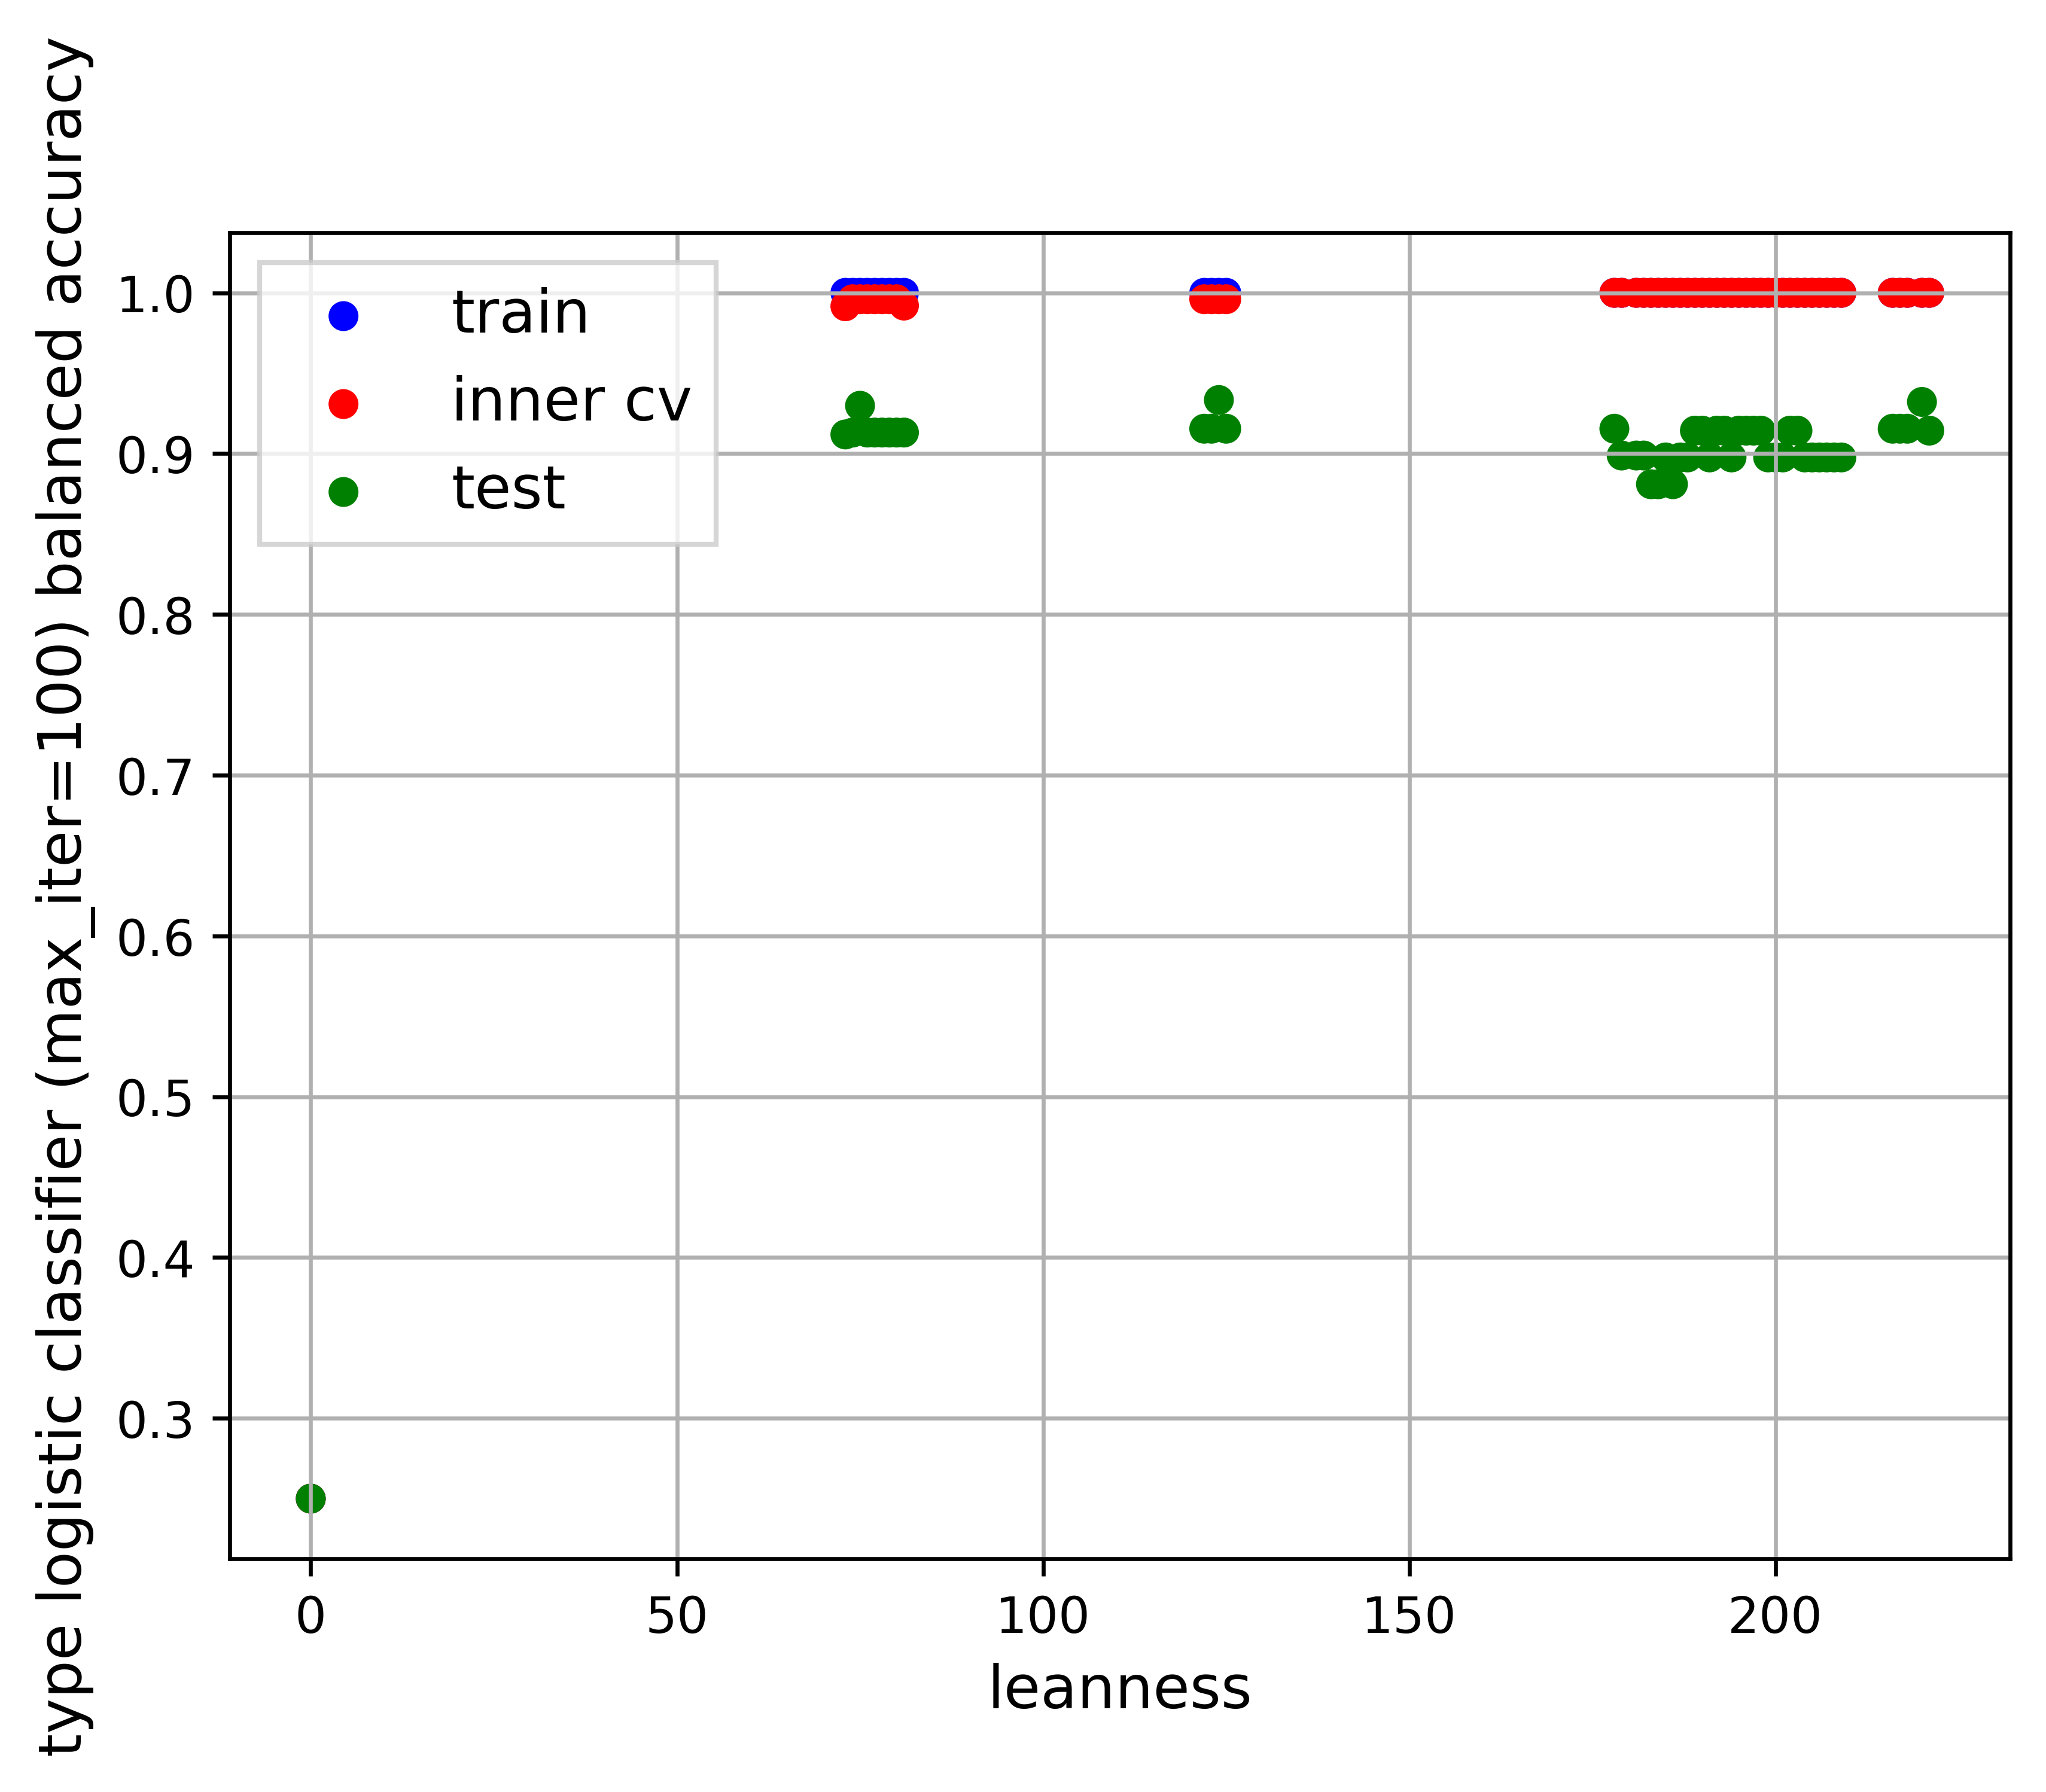 type logistic classifier (max_iter=100) balanced accuracy
1.0
0.9
0.8
0.7
0.6
0.5
0.4
0.3
train
inner cv
test
0 50 100 150 200
leanness